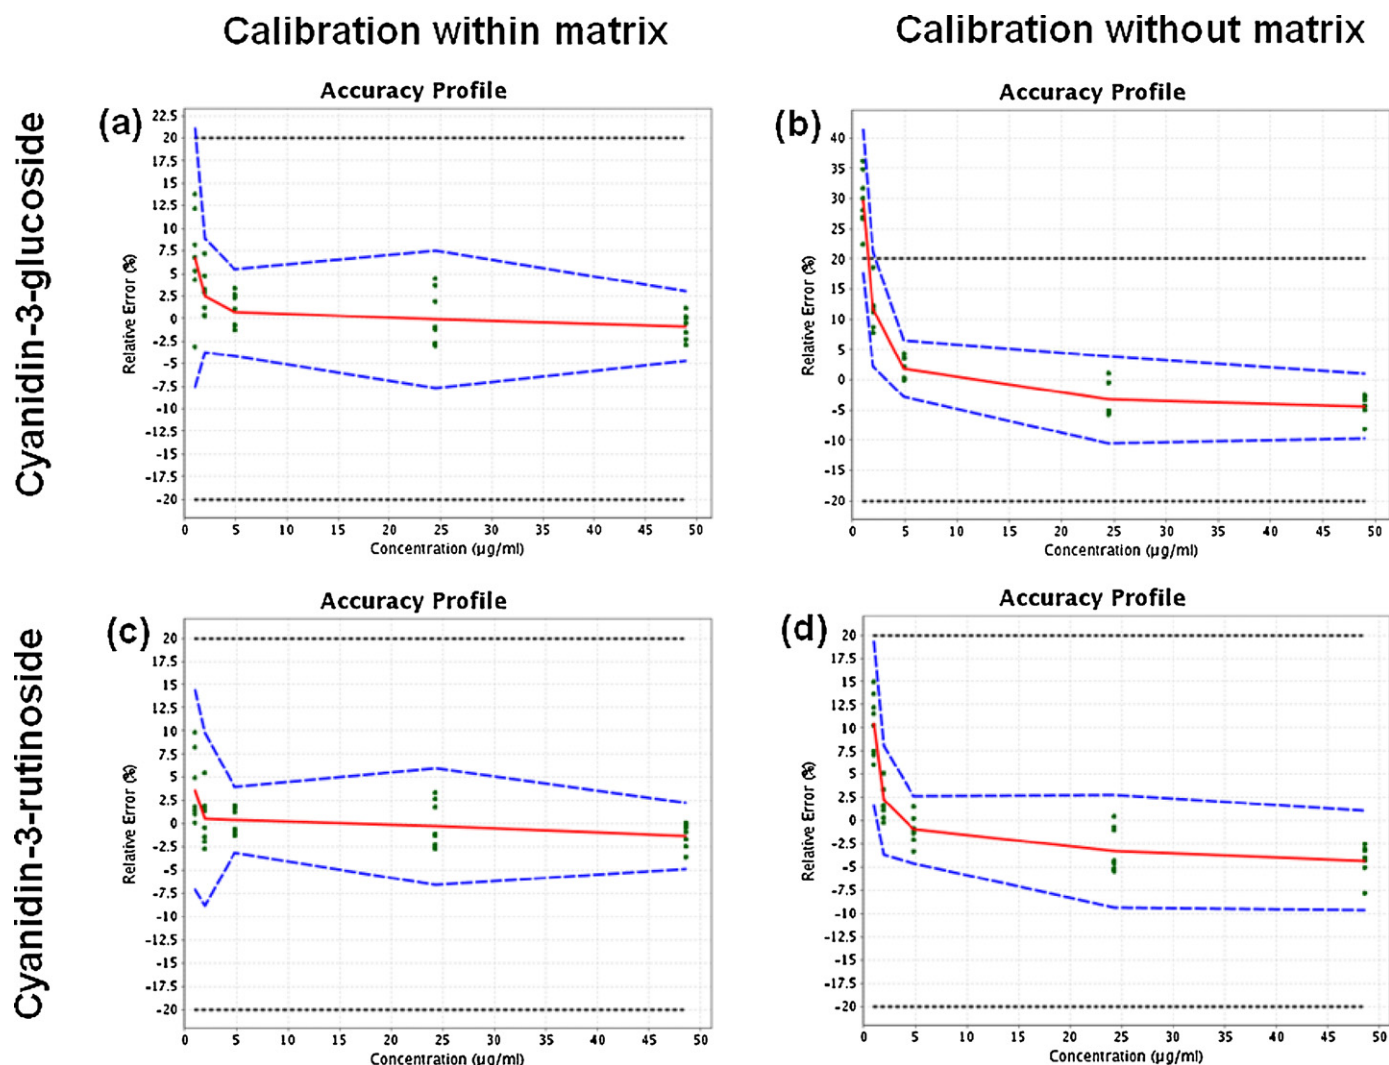 Calibration within matrix
Calibration without matrix
Cyanidin-3-glucoside
(a)
Accuracy Profile
Relative Error (%)
22.5
20
17.5
15
12.5
10
7.5
5
2.5
0
-2.5
-5
-7.5
-10
-12.5
-15
-17.5
-20
0 5 10 15 20 25 30 35 40 45 50
Concentration (µg/ml)
(b)
Accuracy Profile
Relative Error (%)
40
35
30
25
20
15
10
5
0
-5
-10
-15
-20
0 5 10 15 20 25 30 35 40 45 50
Concentration (µg/ml)
Cyanidin-3-rutinoside
(c)
Accuracy Profile
Relative Error (%)
20
17.5
15
12.5
10
7.5
5
2.5
0
-2.5
-5
-7.5
-10
-12.5
-15
-17.5
-20
0 5 10 15 20 25 30 35 40 45 50
Concentration (µg/ml)
(d)
Accuracy Profile
Relative Error (%)
20
17.5
15
12.5
10
7.5
5
2.5
0
-2.5
-5
-7.5
-10
-12.5
-15
-17.5
-20
0 5 10 15 20 25 30 35 40 45 50
Concentration (µg/ml)